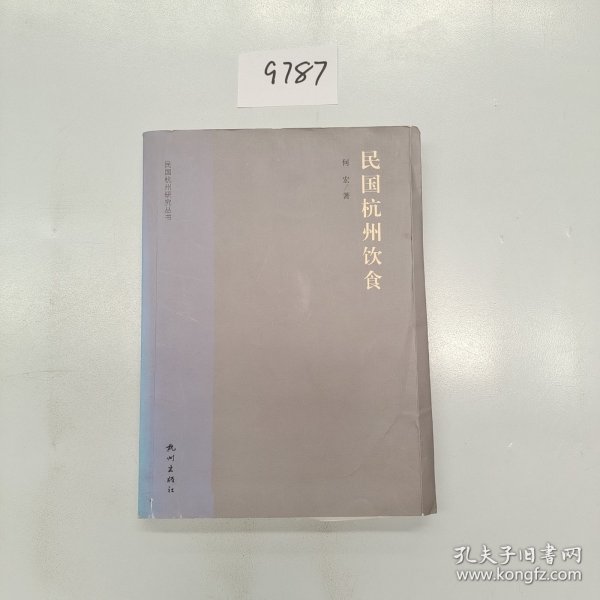 9787
民国杭州饮食
何宏/著
民国杭州研究丛书
杭州出版社
孔夫子旧书网
www.kongfz.com